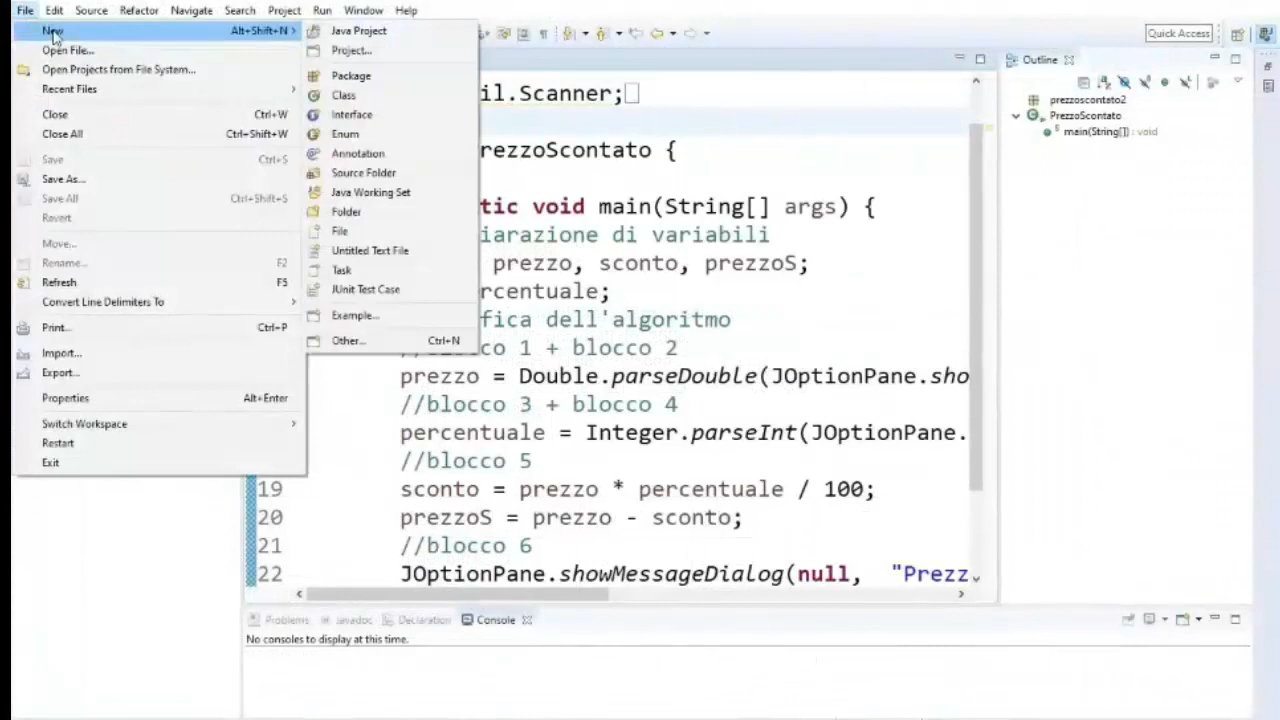 File Edit Source Refactor Navigate Search Project Run Window Help
New Alt+Shift+N
Open File...
Open Projects from File System...
Recent Files
Close Ctrl+W
Close All Ctrl+Shift+W
Save Ctrl+S
Save As...
Save All Ctrl+Shift+S
Revert
Move...
Rename... F2
Refresh F5
Convert Line Delimiters To
Print... Ctrl+P
Import...
Export...
Properties Alt+Enter
Switch Workspace
Restart
Exit
Java Project
Project...
Package
Class
Interface
Enum
Annotation
Source Folder
Java Working Set
Folder
File
Untitled Text File
Task
JUnit Test Case
Example...
Other... Ctrl+N
Quick Access
il.Scanner;
rezzoScontato {
tic void main(String[] args) {
iarazione di variabili
prezzo, sconto, prezzoS;
rcentuale;
fica dell'algoritmo
//blocco 1 + blocco 2
prezzo = Double.parseDouble(JOptionPane.sho
//blocco 3 + blocco 4
percentuale = Integer.parseInt(JOptionPane.
//blocco 5
19 sconto = prezzo * percentuale / 100;
20 prezzoS = prezzo - sconto;
21 //blocco 6
22 JOptionPane.showMessageDialog(null, "Prezz
Outline
prezzoscontato2
PrezzoScontato
main(String[]) : void
Problems Javadoc Declaration Console
No consoles to display at this time.